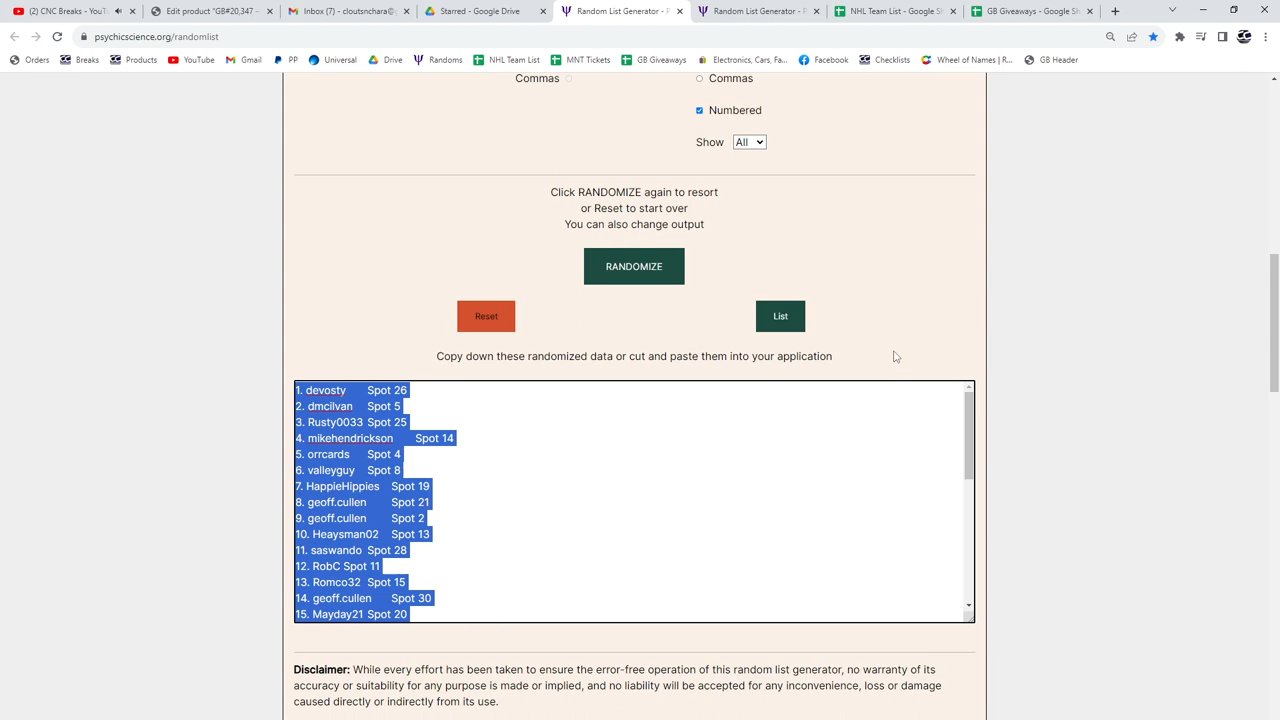 (2) CNC Breaks - YouTube
Edit product "GB#20,347 -
Inbox (7) - cloutsnchara@g
Starred - Google Drive
Random List Generator - P
Random List Generator - P
NHL Team List - Google Sh
GB Giveaways - Google Sh
psychicscience.org/randomlist
Orders
Breaks
Products
YouTube
Gmail
PP
Universal
Drive
Randoms
NHL Team List
MNT Tickets
GB Giveaways
Electronics, Cars, Fa...
Facebook
Checklists
Wheel of Names | R...
GB Header
Commas
Commas
Numbered
Show All
Click RANDOMIZE again to resort
or Reset to start over
You can also change output
RANDOMIZE
Reset
List
Copy down these randomized data or cut and paste them into your application
1. devosty Spot 26
2. dmcilvan Spot 5
3. Rusty0033 Spot 25
4. mikehendrickson Spot 14
5. orrcards Spot 4
6. valleyguy Spot 8
7. HappieHippies Spot 19
8. geoff.cullen Spot 21
9. geoff.cullen Spot 2
10. Heaysman02 Spot 13
11. saswando Spot 28
12. RobC Spot 11
13. Romco32 Spot 15
14. geoff.cullen Spot 30
15. Mayday21 Spot 20
Disclaimer: While every effort has been taken to ensure the error-free operation of this random list generator, no warranty of its
accuracy or suitability for any purpose is made or implied, and no liability will be accepted for any inconvenience, loss or damage
caused directly or indirectly from its use.